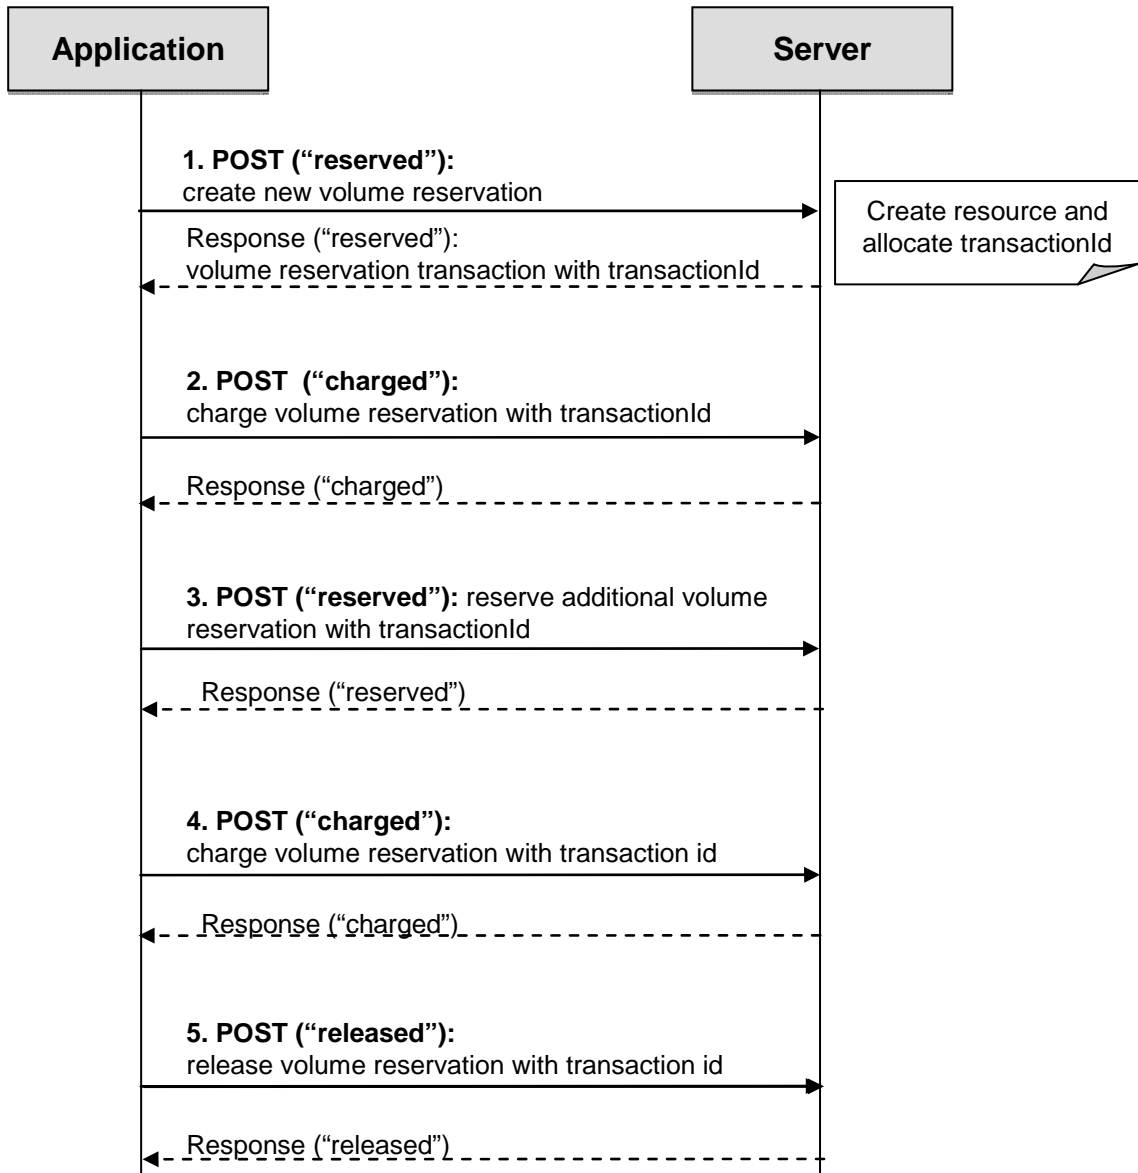 Application
Server
1. POST (“reserved”):
create new volume reservation
Create resource and
allocate transactionId
Response (“reserved”):
volume reservation transaction with transactionId
2. POST  (“charged”):
charge volume reservation with transactionId
Response (“charged”)
3. POST (“reserved”): reserve additional volume
reservation with transactionId
Response (“reserved”)
4. POST (“charged”):
charge volume reservation with transaction id
Response (“charged”)
5. POST (“released”):
release volume reservation with transaction id
Response (“released”)